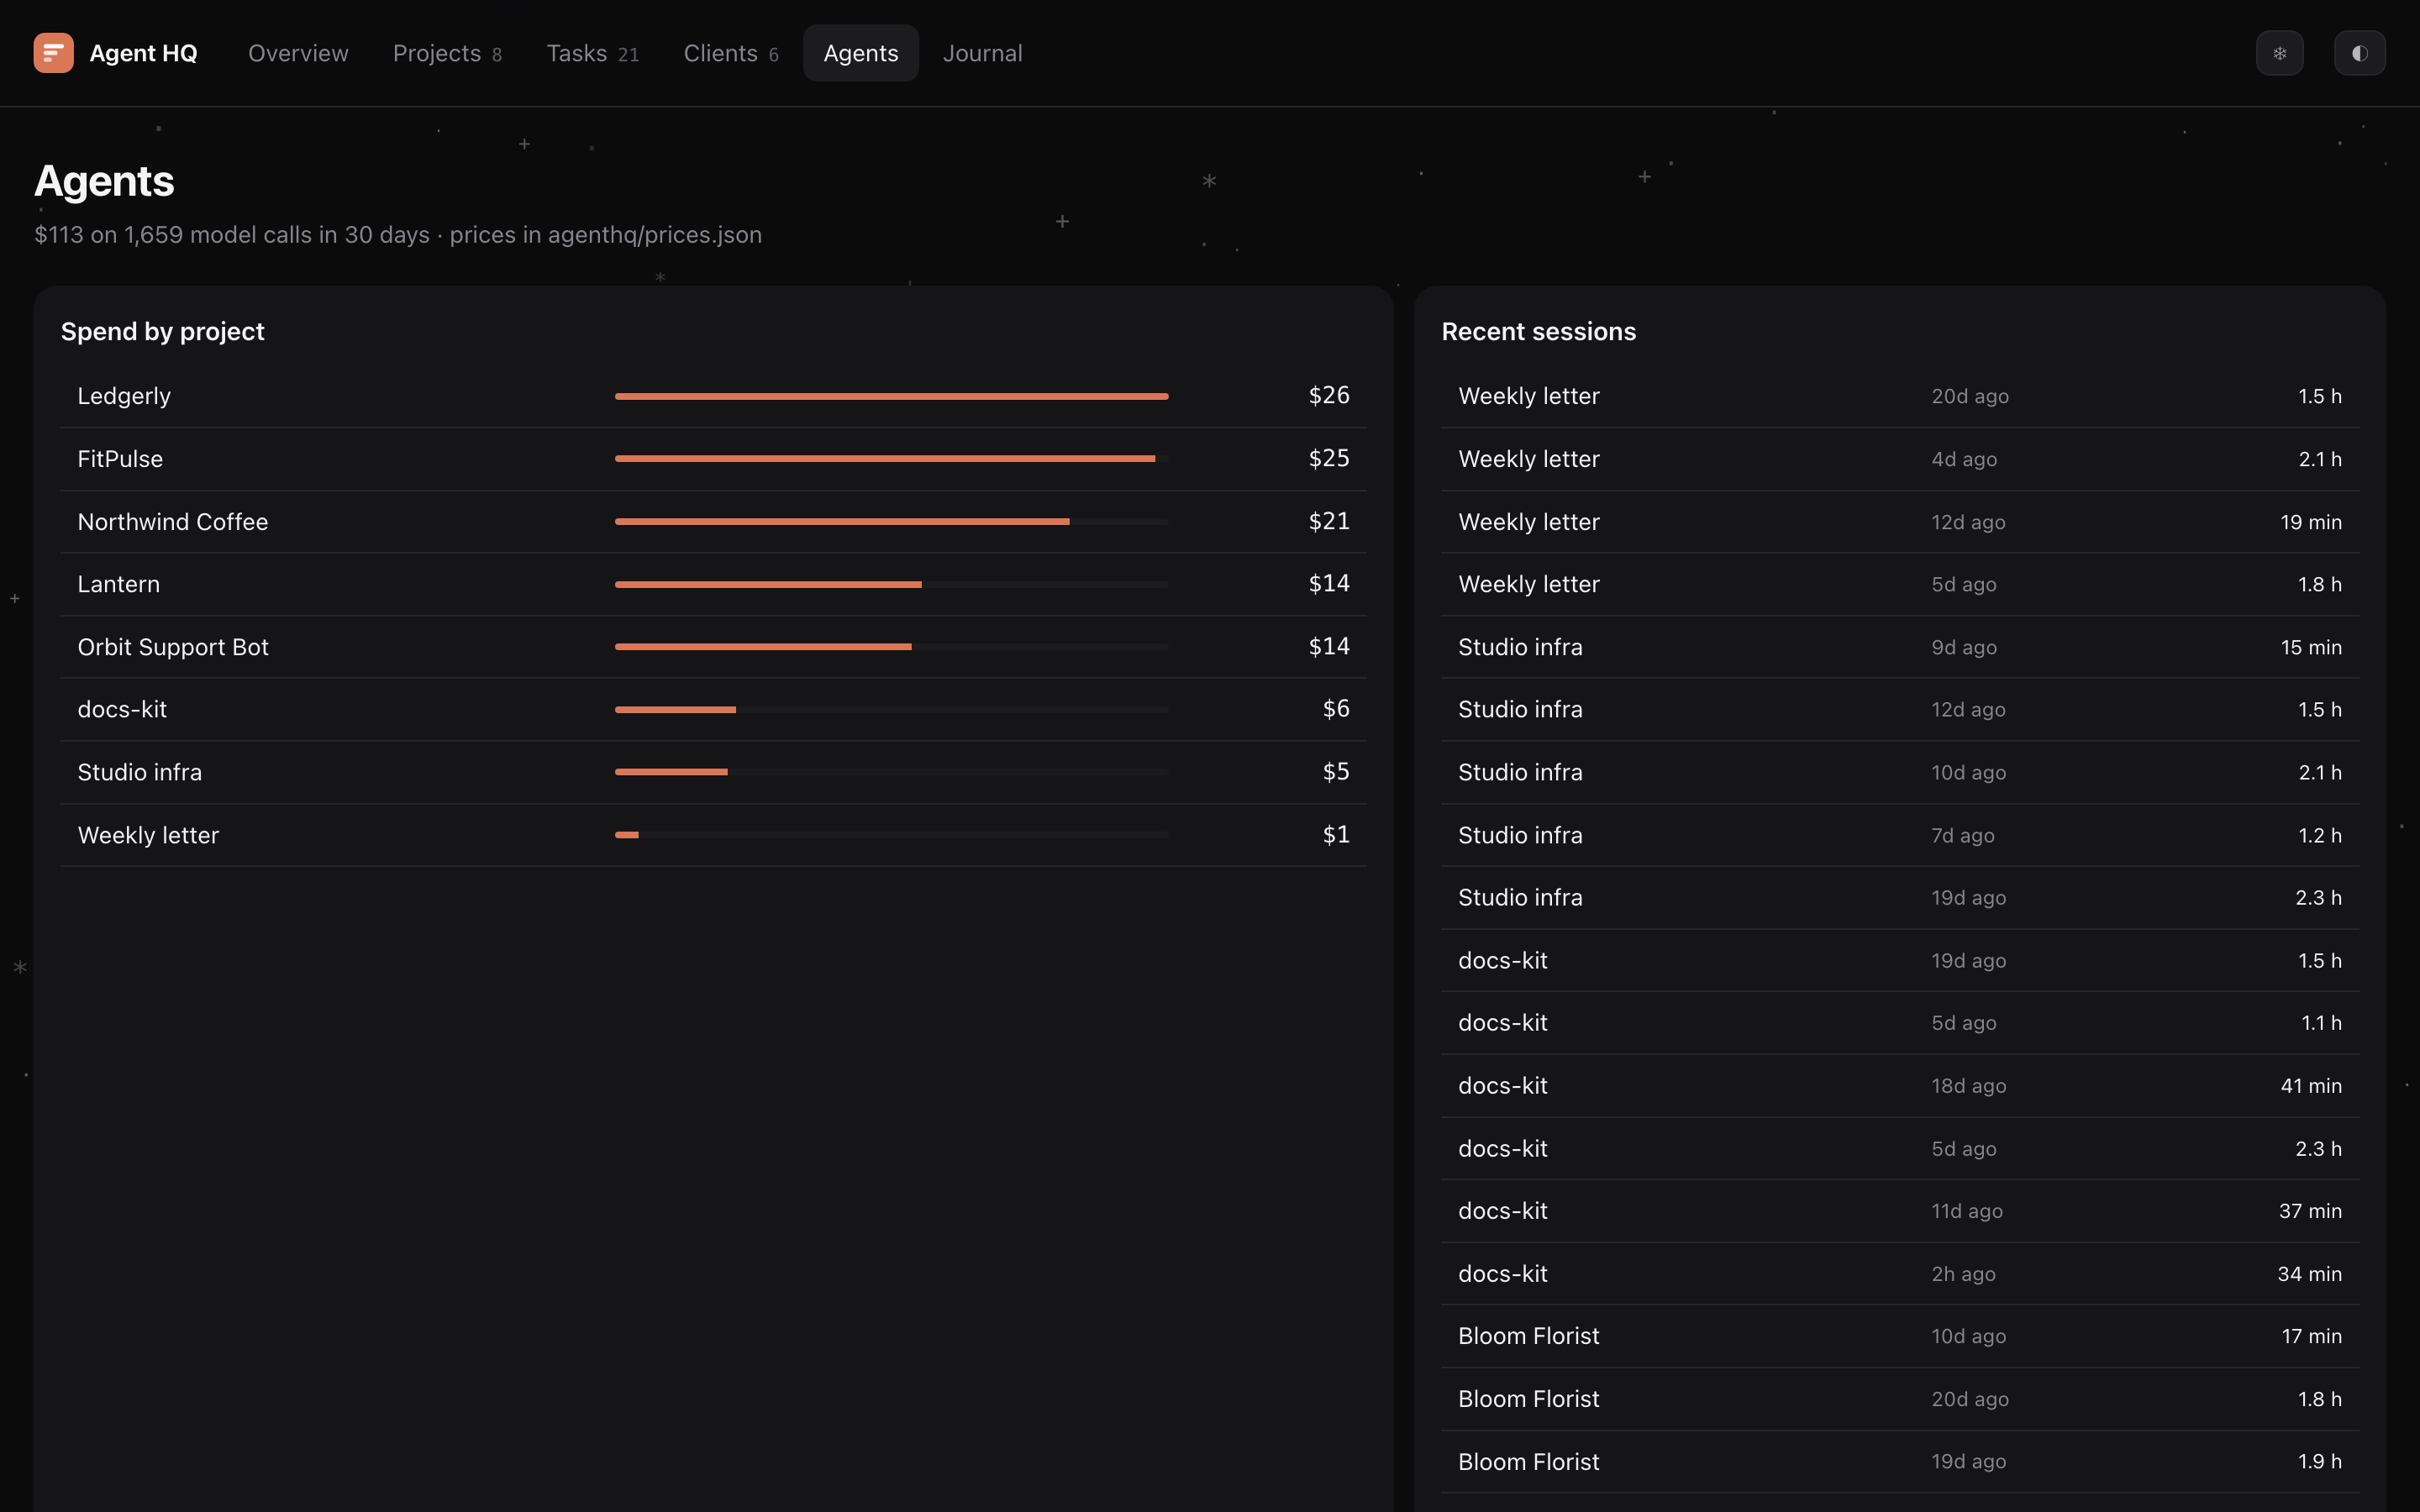 Agent HQ Overview Projects 8 Tasks 21 Clients 6 Agents Journal
Agents
$113 on 1,659 model calls in 30 days · prices in agenthq/prices.json
Spend by project
Ledgerly $26
FitPulse $25
Northwind Coffee $21
Lantern $14
Orbit Support Bot $14
docs-kit $6
Studio infra $5
Weekly letter $1
Recent sessions
Weekly letter 20d ago 1.5 h
Weekly letter 4d ago 2.1 h
Weekly letter 12d ago 19 min
Weekly letter 5d ago 1.8 h
Studio infra 9d ago 15 min
Studio infra 12d ago 1.5 h
Studio infra 10d ago 2.1 h
Studio infra 7d ago 1.2 h
Studio infra 19d ago 2.3 h
docs-kit 19d ago 1.5 h
docs-kit 5d ago 1.1 h
docs-kit 18d ago 41 min
docs-kit 5d ago 2.3 h
docs-kit 11d ago 37 min
docs-kit 2h ago 34 min
Bloom Florist 10d ago 17 min
Bloom Florist 20d ago 1.8 h
Bloom Florist 19d ago 1.9 h